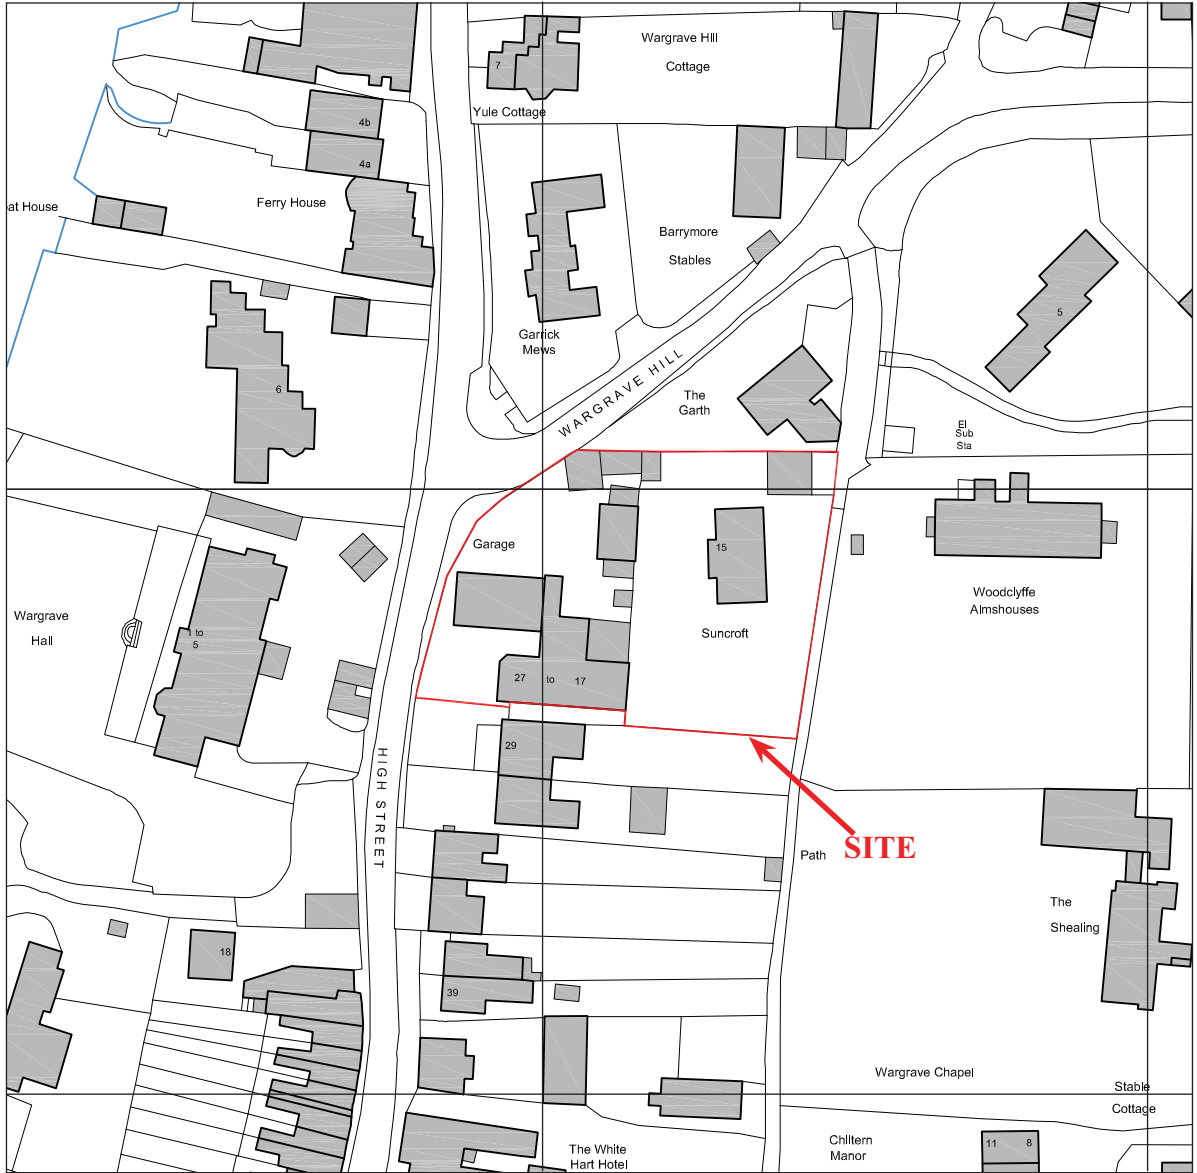 Wargrave Hill
Cottage
7
Yule Cottage
4b
4a
Ferry House
at House
Barrymore
Stables
5
Garrick
Mews
WARGRAVE HILL
6
The
Garth
El
Sub
Sta
Garage
15
Woodclyffe
Almshouses
Wargrave
Hall
1 to
5
Suncroft
27 to 17
29
HIGH STREET
SITE
Path
The
Shealing
18
39
Wargrave Chapel
Stable
Cottage
The White
Hart Hotel
Chlltern
Manor
11 8